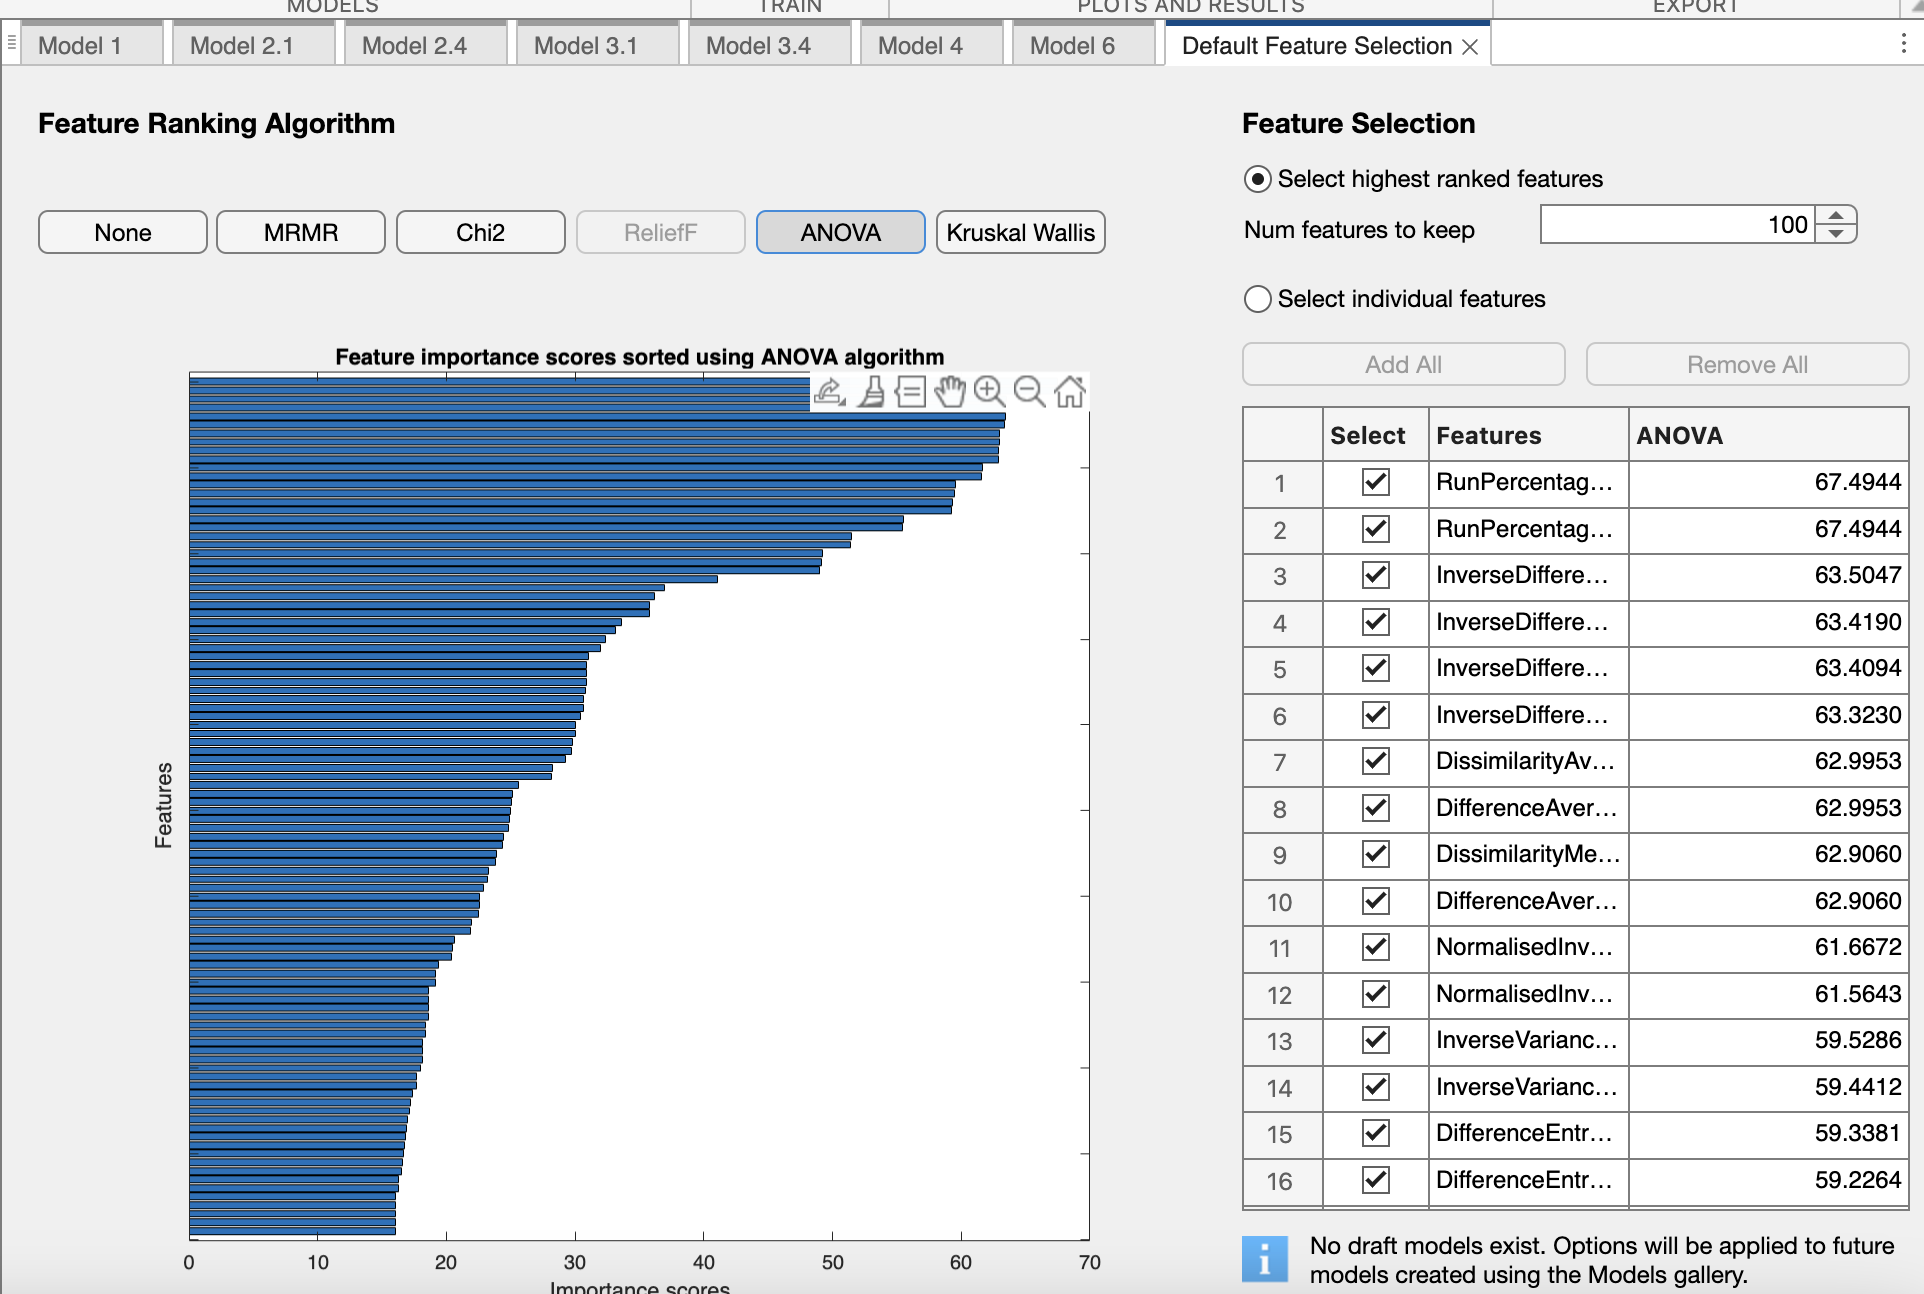 MODELS TRAIN PLOTS AND RESULTS EXPORT
Model 1 Model 2.1 Model 2.4 Model 3.1 Model 3.4 Model 4 Model 6 Default Feature Selection
Feature Ranking Algorithm
None MRMR Chi2 ReliefF ANOVA Kruskal Wallis
Feature importance scores sorted using ANOVA algorithm
Features
0 10 20 30 40 50 60 70
Importance scores
Feature Selection
Select highest ranked features
Num features to keep 100
Select individual features
Add All Remove All
Select Features ANOVA
1 RunPercentag... 67.4944
2 RunPercentag... 67.4944
3 InverseDiffere... 63.5047
4 InverseDiffere... 63.4190
5 InverseDiffere... 63.4094
6 InverseDiffere... 63.3230
7 DissimilarityAv... 62.9953
8 DifferenceAver... 62.9953
9 DissimilarityMe... 62.9060
10 DifferenceAver... 62.9060
11 NormalisedInv... 61.6672
12 NormalisedInv... 61.5643
13 InverseVarianc... 59.5286
14 InverseVarianc... 59.4412
15 DifferenceEntr... 59.3381
16 DifferenceEntr... 59.2264
No draft models exist. Options will be applied to future
models created using the Models gallery.